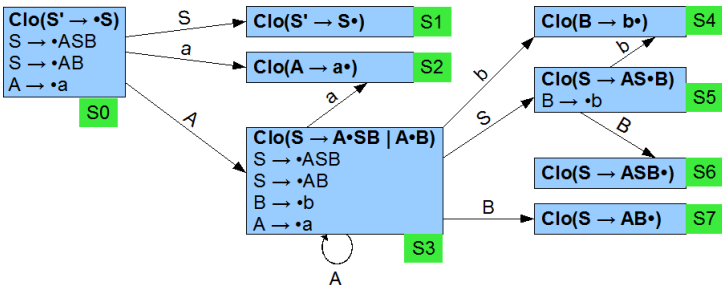 Clo(S' → •S)
S → •ASB
S → •AB
A → •a
S0
S
a
A
Clo(S' → S•)
S1
Clo(A → a•)
S2
a
Clo(S → A•SB | A•B)
S → •ASB
S → •AB
B → •b
A → •a
S3
A
b
S
B
Clo(B → b•)
S4
b
Clo(S → AS•B)
B → •b
S5
B
Clo(S → ASB•)
S6
Clo(S → AB•)
S7